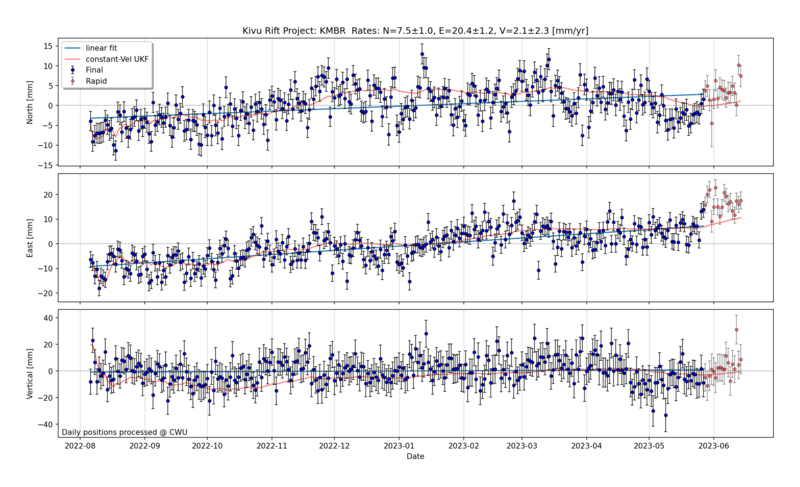 Kivu Rift Project: KMBR Rates: N=7.5±1.0, E=20.4±1.2, V=2.1±2.3 [mm/yr]
linear fit
constant-Vel UKF
Final
Rapid
North [mm]
15
10
5
0
−5
−10
−15
East [mm]
20
10
0
−10
−20
Vertical [mm]
40
20
0
−20
−40
Daily positions processed @ CWU
2022-08
2022-09
2022-10
2022-11
2022-12
2023-01
2023-02
2023-03
2023-04
2023-05
2023-06
Date